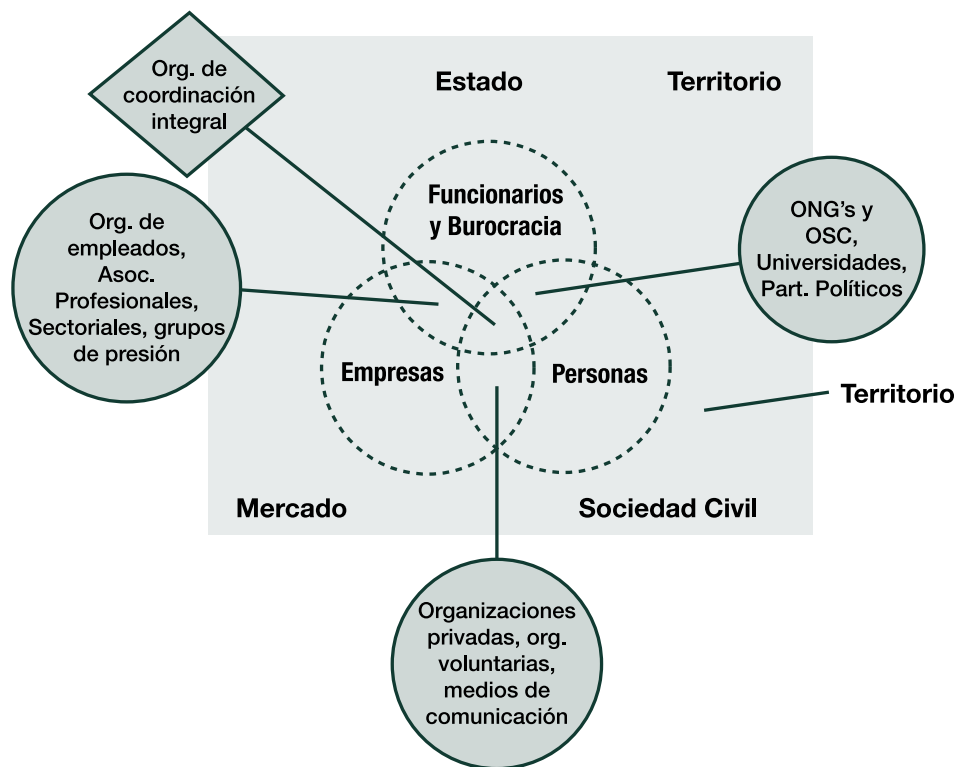 Org. de
coordinación
integral
Estado
Territorio
Funcionarios
y Burocracia
Org. de
empleados,
Asoc.
Profesionales,
Sectoriales, grupos
de presión
ONG's y
OSC,
Universidades,
Part. Políticos
Empresas
Personas
Territorio
Mercado
Sociedad Civil
Organizaciones
privadas, org.
voluntarias,
medios de
comunicación